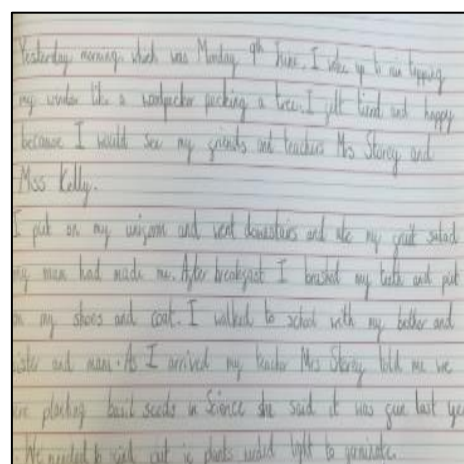 Yesterday morning, which was Monday 9th June, I woke up to rain tapping
my window like a woodpecker pecking a tree. I felt tired and happy
because I would see my friends and teachers Mrs Storey and
Miss Kelly.
I put on my uniform and went downstairs and ate my fruit salad
my mum had made me. After breakfast I brushed my teeth and put
on my shoes and coat. I walked to school with my and
sister and mam. As I arrived my teacher Mrs Storey told me we
were planting basil seeds in Science she said it was fun last year
. We needed to find out if plants needed light to germinate.